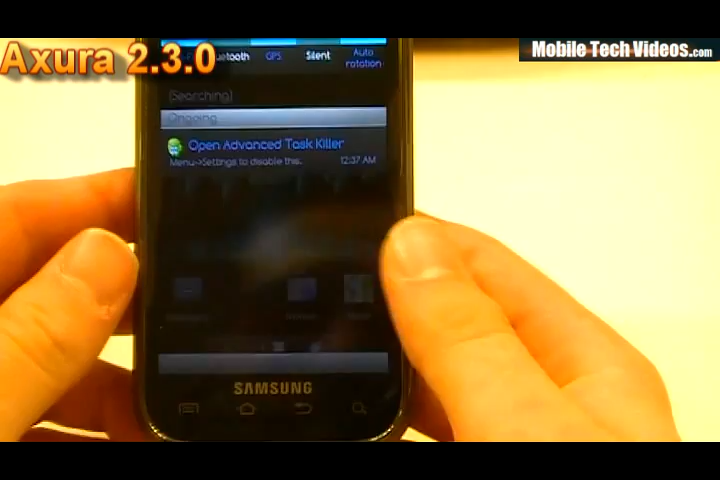 Axura 2.3.0
Mobile Tech Videos.com
Bluetooth GPS Silent Auto rotation
(Searching)
Ongoing
Open Advanced Task Killer
Menu->Settings to disable this. 12:37 AM
SAMSUNG